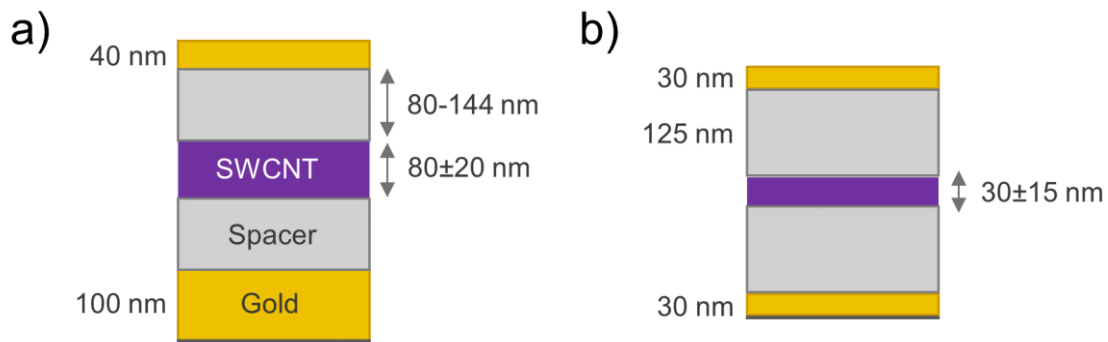 a)
40 nm
80-144 nm
SWCNT
80±20 nm
Spacer
100 nm
Gold
b)
30 nm
125 nm
30±15 nm
30 nm